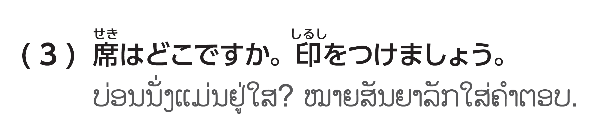 (3) 席はどこですか。印をつけましょう。
ບ່ອນນັ່ງແມ່ນຢູ່ໃສ? ໝາຍສັນຍາລັກໃສ່ຄຳຕອບ.